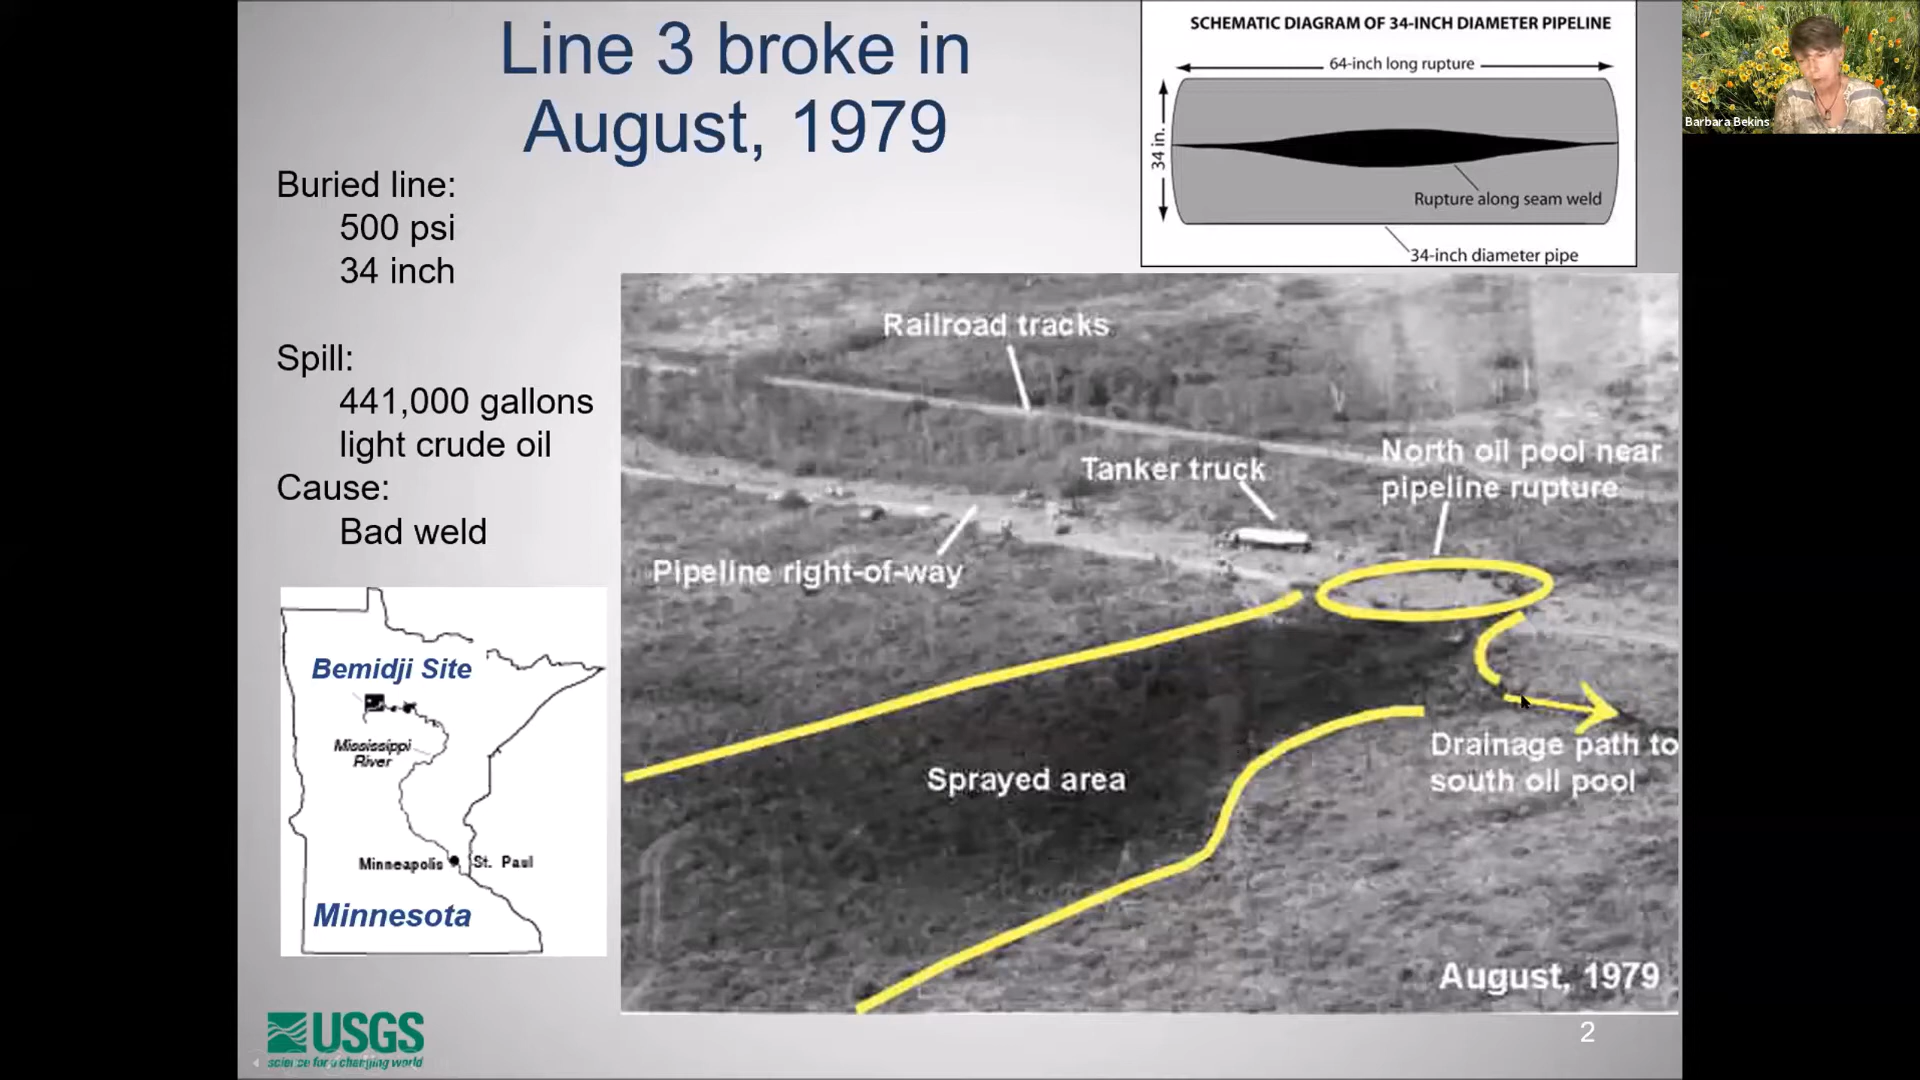 Line 3 broke in
August, 1979
Buried line:
500 psi
34 inch
Spill:
441,000 gallons
light crude oil
Cause:
Bad weld
SCHEMATIC DIAGRAM OF 34-INCH DIAMETER PIPELINE
64-inch long rupture
34 in.
Rupture along seam weld
34-inch diameter pipe
Barbara Bekins
Railroad tracks
Tanker truck
North oil pool near
pipeline rupture
Pipeline right-of-way
Sprayed area
Drainage path to
south oil pool
August, 1979
Bemidji Site
Mississippi
River
Minneapolis
St. Paul
Minnesota
USGS
science for a changing world
2